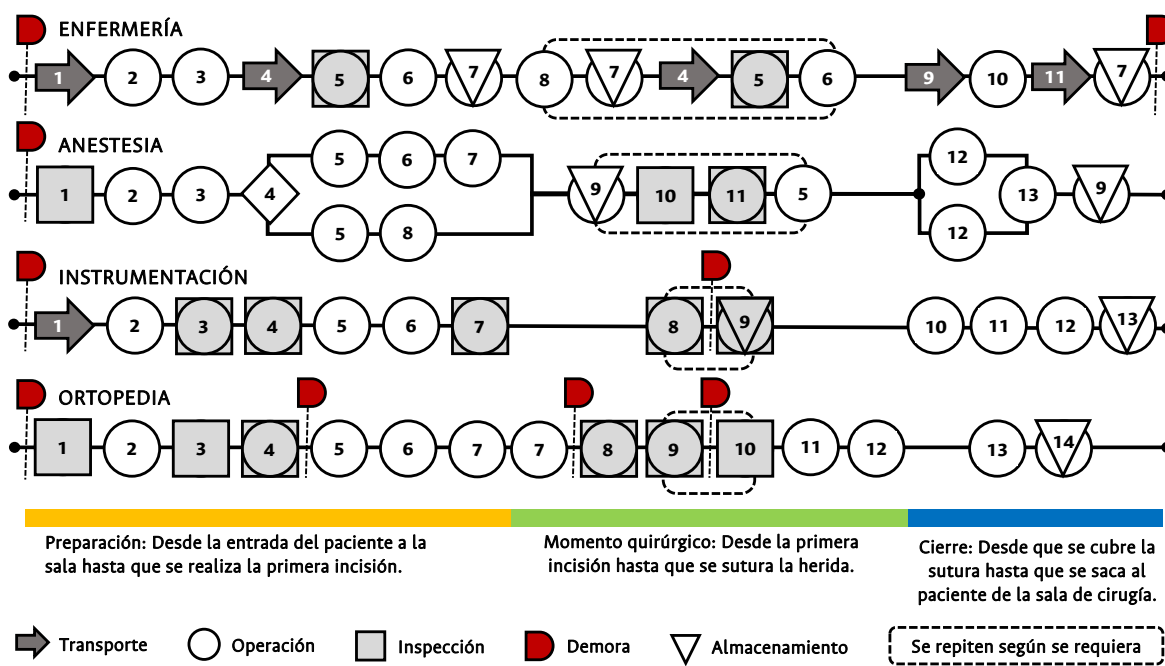 ENFERMERÍA
1 2 3 4 5 6 7 8 7 4 5 6 9 10 11 7
ANESTESIA
5 6 7 12
1 2 3 4 9 10 11 5 13 9
5 8 12
INSTRUMENTACIÓN
1 2 3 4 5 6 7 8 9 10 11 12 13
ORTOPEDIA
1 2 3 4 5 6 7 7 8 9 10 11 12 13 14
Preparación: Desde la entrada del paciente a la
sala hasta que se realiza la primera incisión.
Momento quirúrgico: Desde la primera
incisión hasta que se sutura la herida.
Cierre: Desde que se cubre la
sutura hasta que se saca al
paciente de la sala de cirugía.
Transporte
Operación
Inspección
Demora
Almacenamiento
Se repiten según se requiera